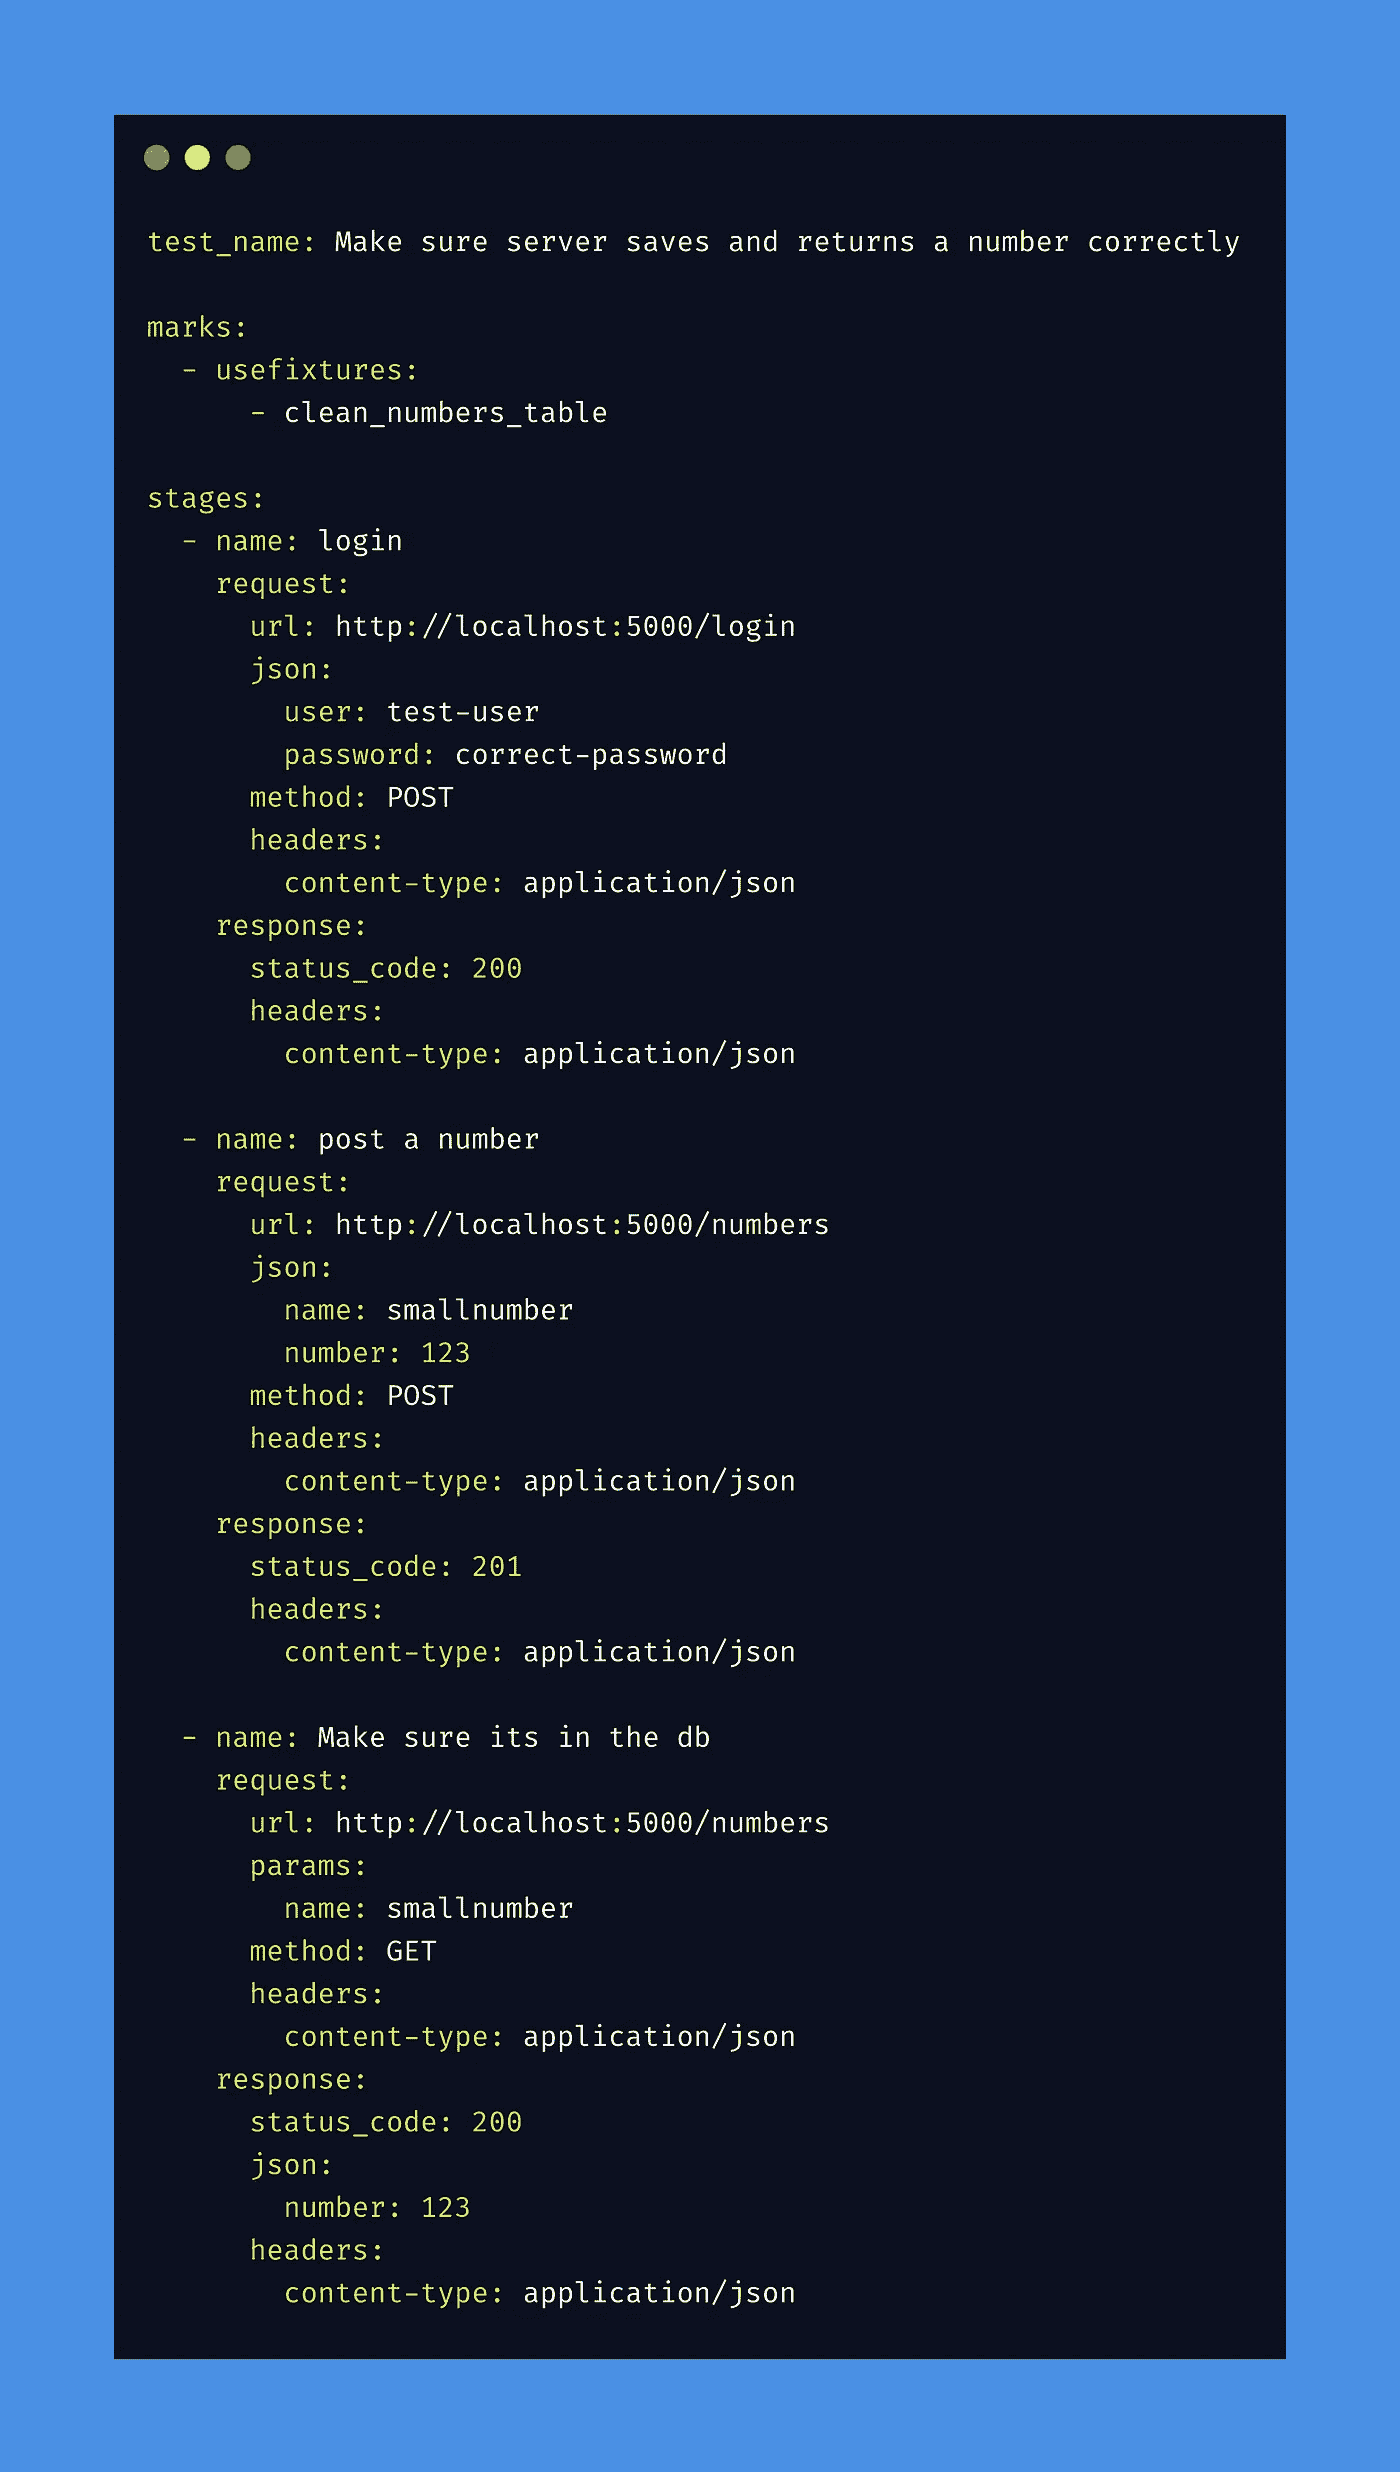 test_name: Make sure server saves and returns a number correctly
marks:
  - usefixtures:
      - clean_numbers_table
stages:
  - name: login
    request:
      url: http://localhost:5000/login
      json:
        user: test-user
        password: correct-password
      method: POST
      headers:
        content-type: application/json
    response:
      status_code: 200
      headers:
        content-type: application/json
  - name: post a number
    request:
      url: http://localhost:5000/numbers
      json:
        name: smallnumber
        number: 123
      method: POST
      headers:
        content-type: application/json
    response:
      status_code: 201
      headers:
        content-type: application/json
  - name: Make sure its in the db
    request:
      url: http://localhost:5000/numbers
      params:
        name: smallnumber
      method: GET
      headers:
        content-type: application/json
    response:
      status_code: 200
      json:
        number: 123
      headers:
        content-type: application/json